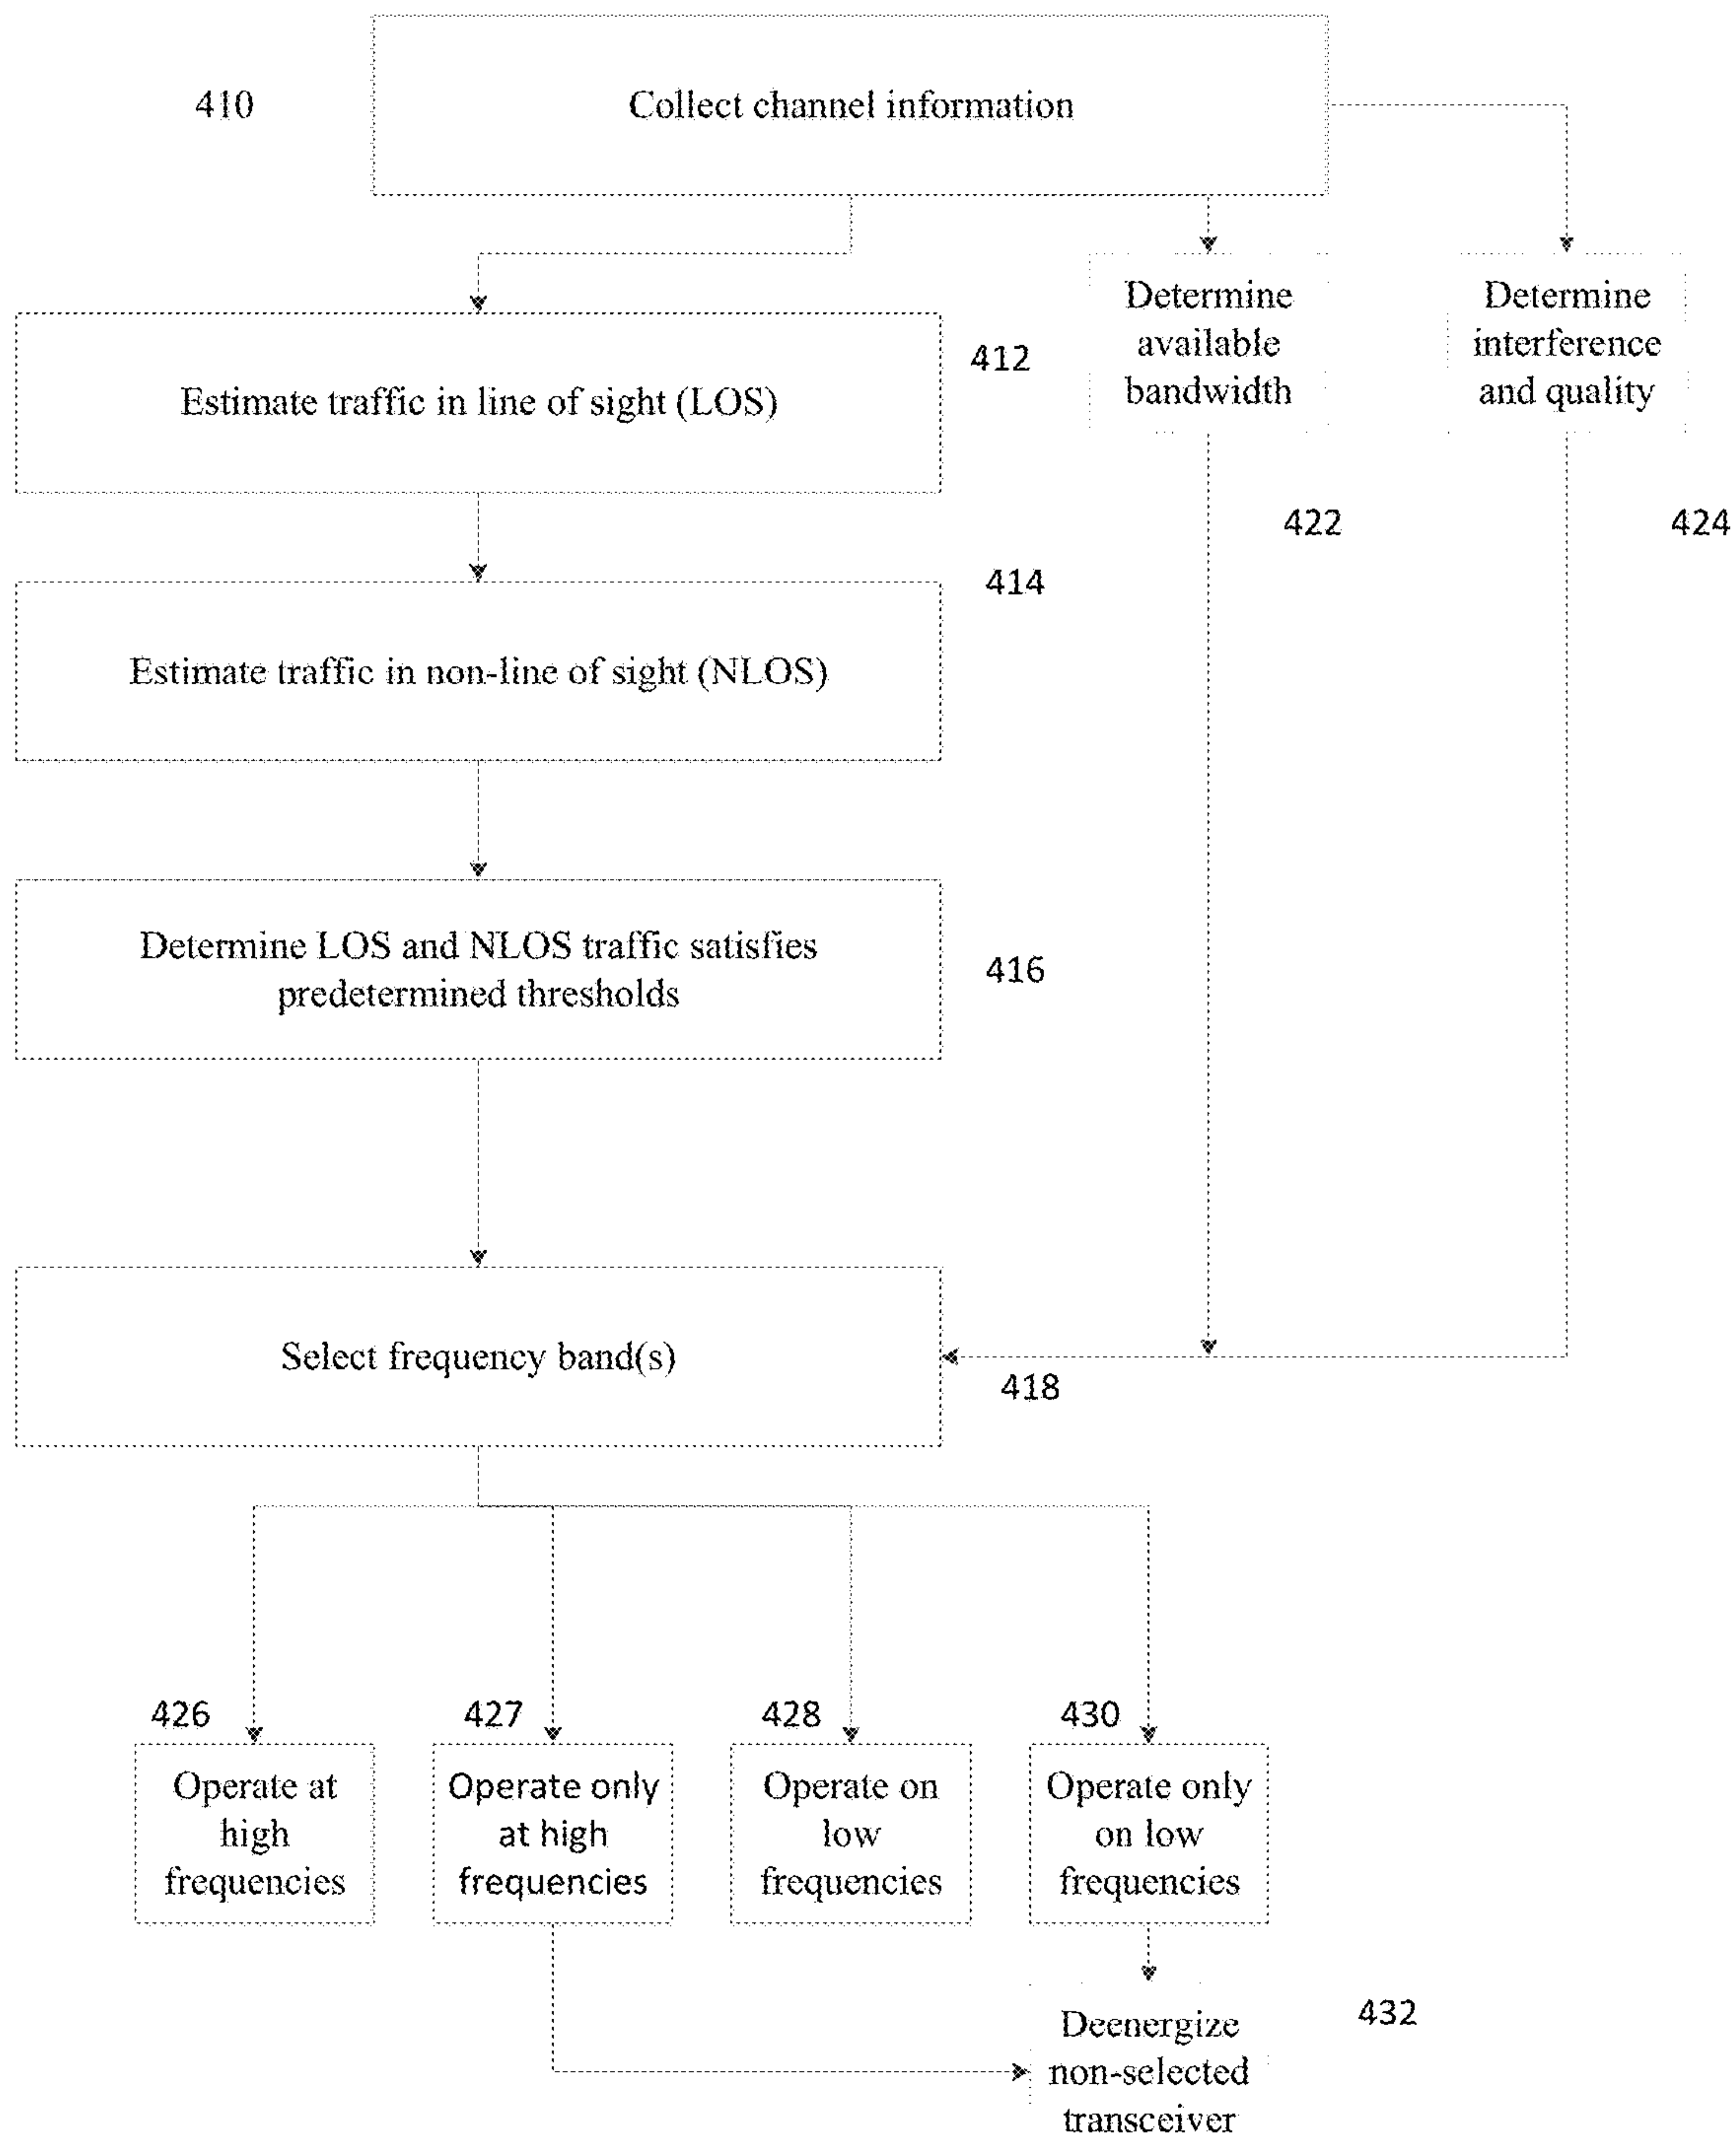 410
Collect channel information
Determine
available
bandwidth
Determine
interference
and quality
412
Estimate traffic in line of sight (LOS)
422
424
414
Estimate traffic in non-line of sight (NLOS)
Determine LOS and NLOS traffic satisfies
predetermined thresholds
416
Select frequency band(s)
418
426
427
428
430
Operate at
high
frequencies
Operate only
at high
frequencies
Operate on
low
frequencies
Operate only
on low
frequencies
432
Deenergize
non-selected
transceiver